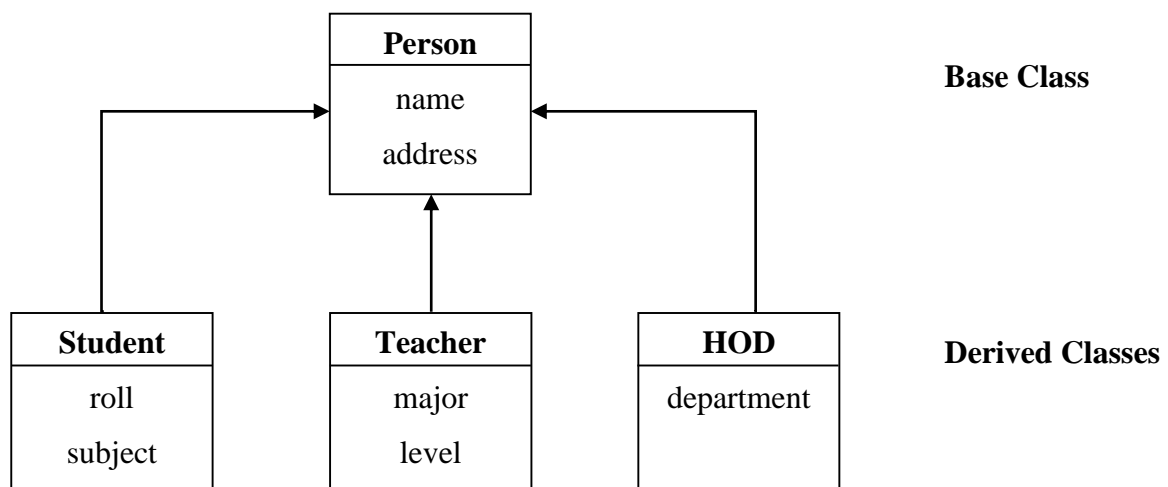 Person
name
address
Base Class
Student
roll
subject
Teacher
major
level
HOD
department
Derived Classes